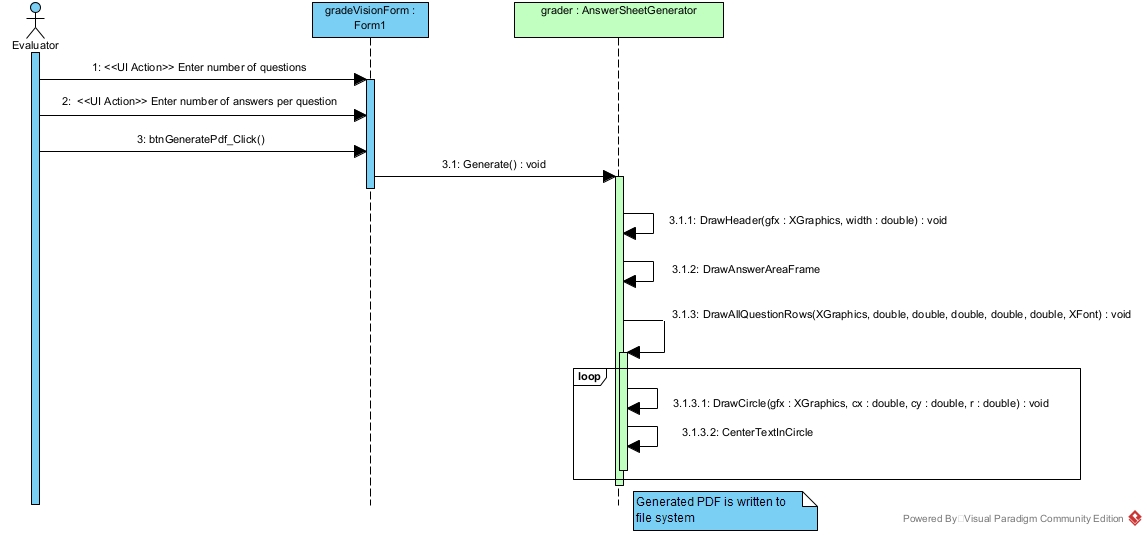 gradeVisionForm :
Form1
grader : AnswerSheetGenerator
Evaluator
1: <<UI Action>> Enter number of questions
2:  <<UI Action>> Enter number of answers per question
3: btnGeneratePdf_Click()
3.1: Generate() : void
3.1.1: DrawHeader(gfx : XGraphics, width : double) : void
3.1.2: DrawAnswerAreaFrame
3.1.3: DrawAllQuestionRows(XGraphics, double, double, double, double, double, XFont) : void
loop
3.1.3.1: DrawCircle(gfx : XGraphics, cx : double, cy : double, r : double) : void
3.1.3.2: CenterTextInCircle
Generated PDF is written to
file system
Powered By□Visual Paradigm Community Edition